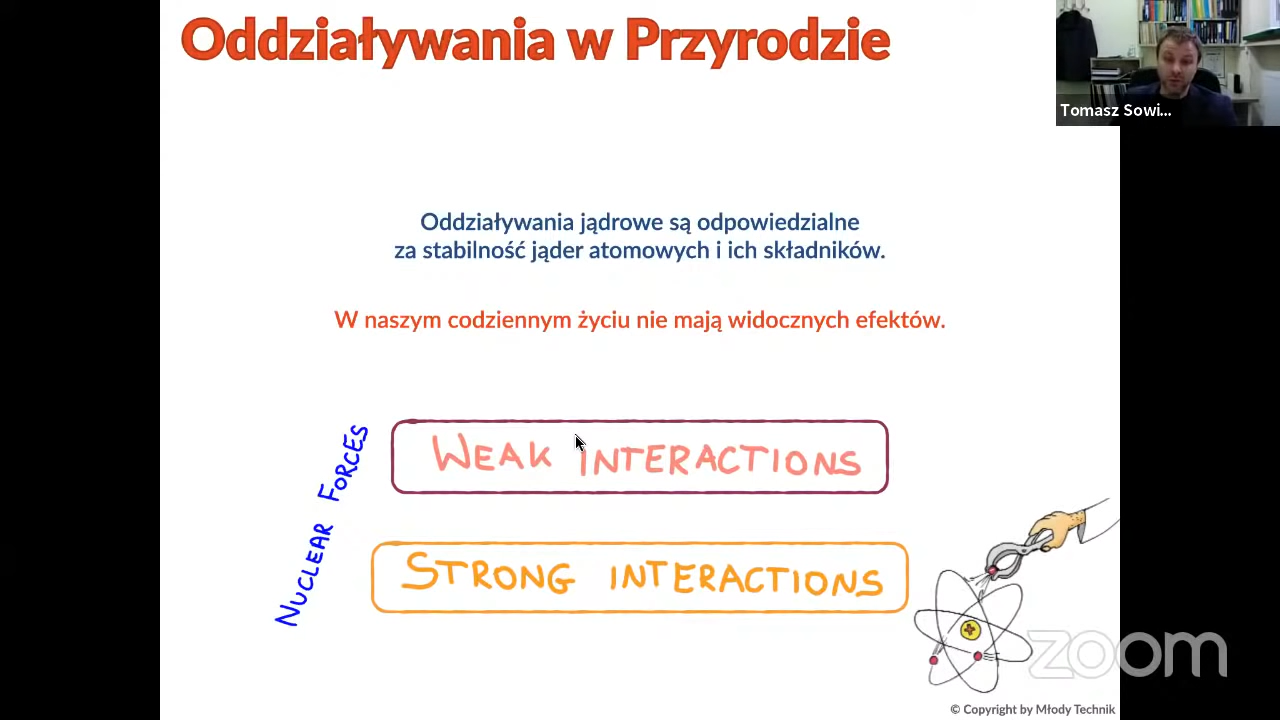 Oddziaływania w Przyrodzie
Tomasz Sowi...
Oddziaływania jądrowe są odpowiedzialne
za stabilność jąder atomowych i ich składników.
W naszym codziennym życiu nie mają widocznych efektów.
NUCLEAR FORCES
WEAK INTERACTIONS
STRONG INTERACTIONS
zoom
© Copyright by Młody Technik